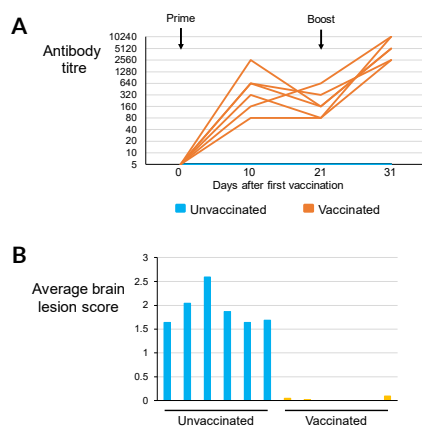 A
Prime
Boost
Antibody
titre
10240
5120
2560
1280
640
320
160
80
40
20
10
5
0
10
21
31
Days after first vaccination
Unvaccinated
Vaccinated
B
Average brain
lesion score
3
2.5
2
1.5
1
0.5
0
Unvaccinated
Vaccinated